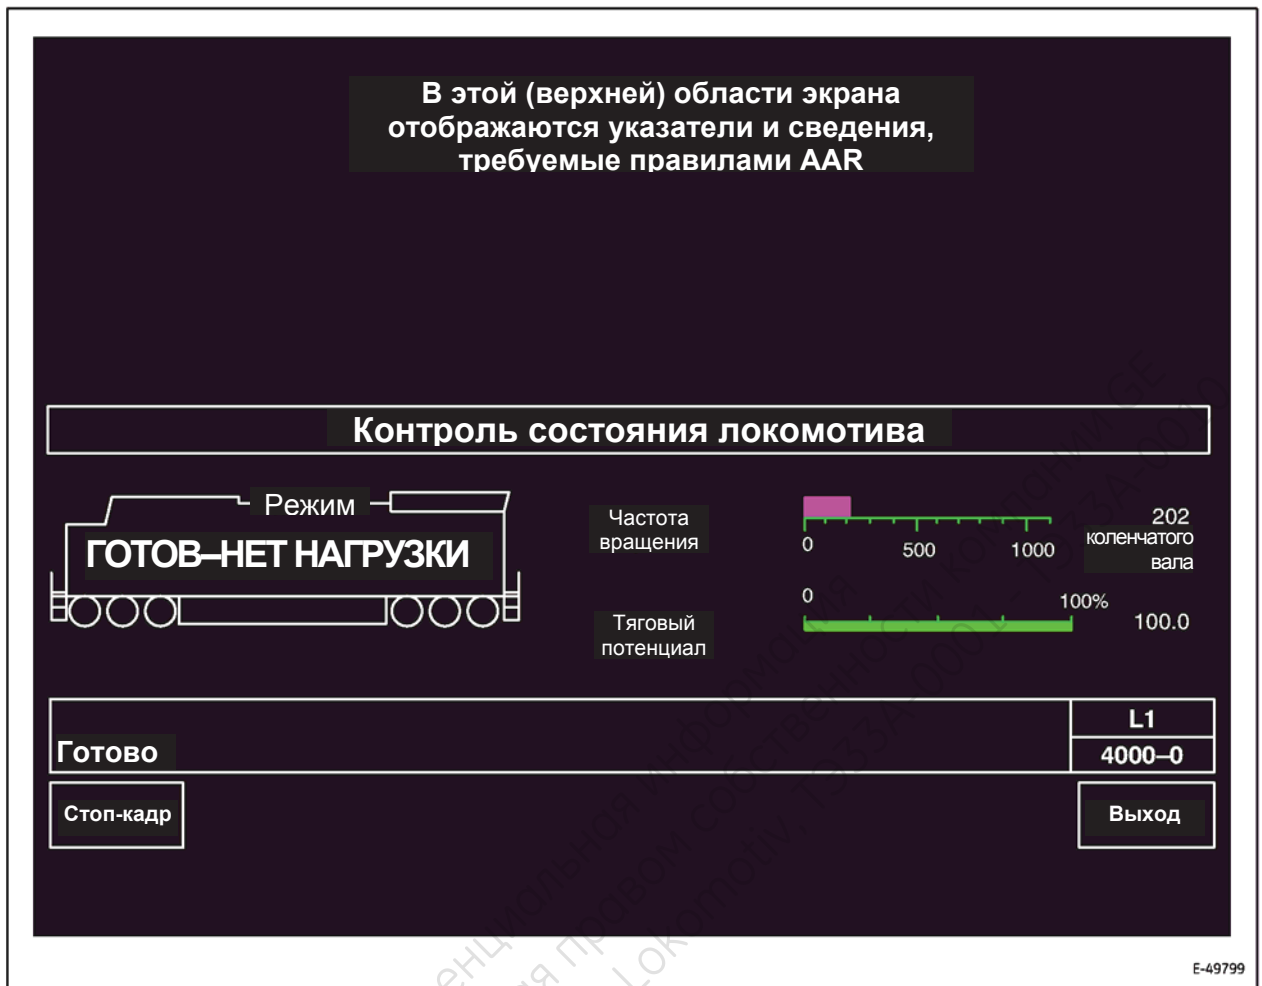 В этой (верхней) области экрана
отображаются указатели и сведения,
требуемые правилами AAR
Контроль состояния локомотива
Режим
ГОТОВ–НЕТ НАГРУЗКИ
Частота
вращения
0
500
1000
202
коленчатого
вала
Тяговый
потенциал
0
100%
100.0
Готово
L1
4000–0
Стоп-кадр
Выход
E-49799